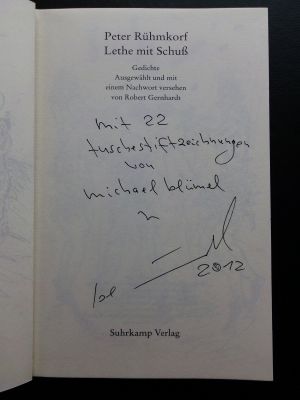 Peter Rühmkorf
Lethe mit Schuß
Gedichte
Ausgewählt und mit
einem Nachwort versehen
von Robert Gernhardt
mit 22
tuschestiftzeichnungen
von
michael blümel
2012
Suhrkamp Verlag